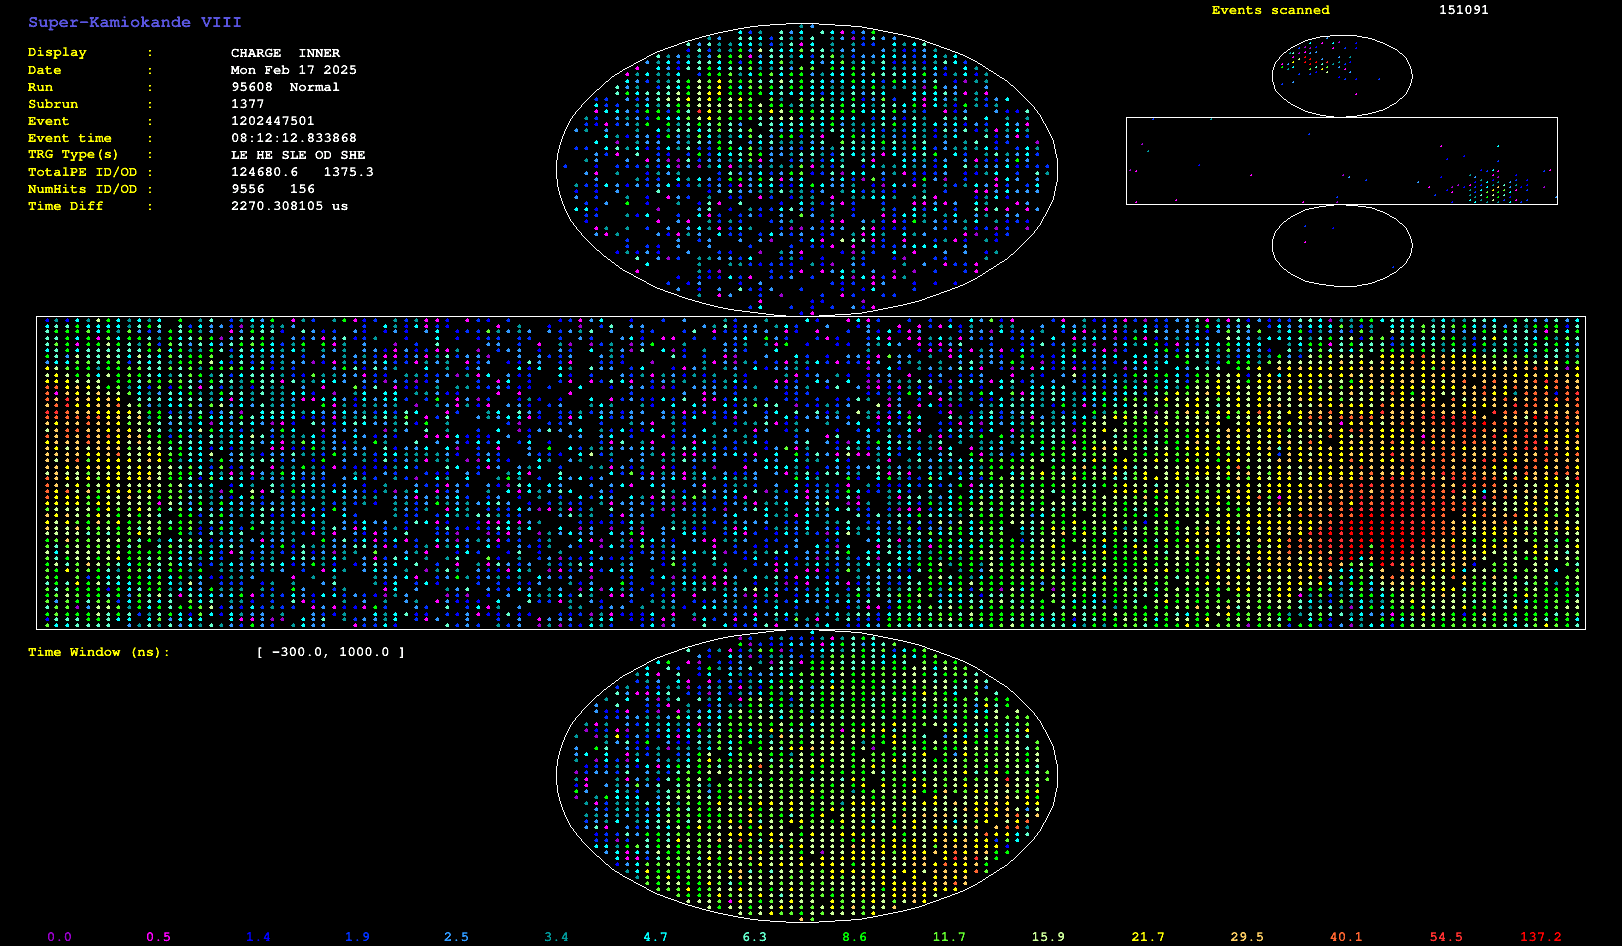 Super-Kamiokande VIII
Display : CHARGE INNER
Date : Mon Feb 17 2025
Run : 95608 Normal
Subrun : 1377
Event : 1202447501
Event time : 08:12:12.833868
TRG Type(s) : LE HE SLE OD SHE
TotalPE ID/OD : 124680.6 1375.3
NumHits ID/OD : 9556 156
Time Diff : 2270.308105 us
Events scanned 151091
Time Window (ns): [ -300.0, 1000.0 ]
0.0 0.5 1.4 1.9 2.5 3.4 4.7 6.3 8.6 11.7 15.9 21.7 29.5 40.1 54.5 137.2